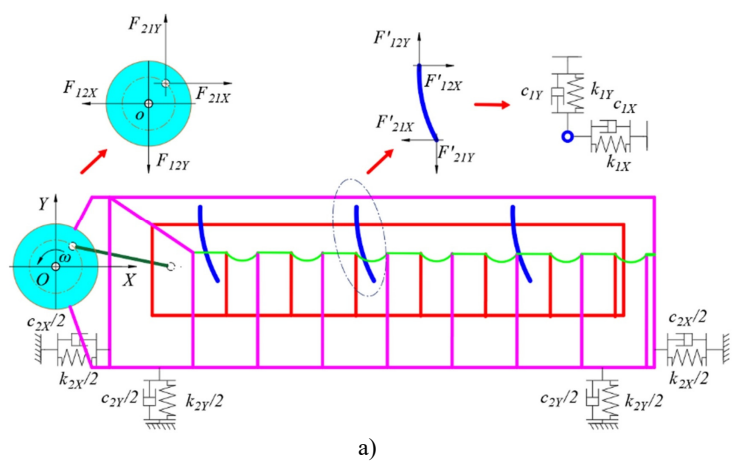 F21Y
F12X
F21X
o
F12Y
F'12Y
F'12X
F'21X
F'21Y
c1Y
k1Y
c1X
k1X
Y
ω
O
X
c2X/2
k2X/2
c2Y/2
k2Y/2
c2Y/2
k2Y/2
c2X/2
k2X/2
a)